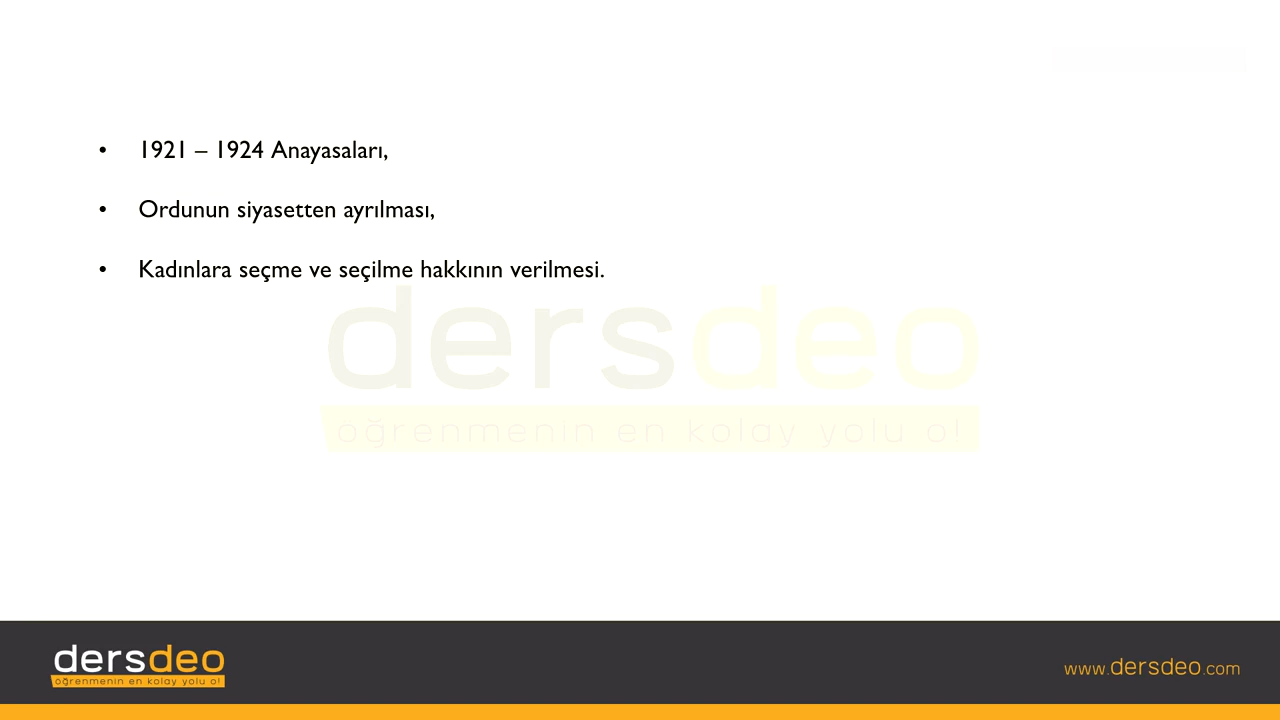 • 1921 – 1924 Anayasaları,
• Ordunun siyasetten ayrılması,
• Kadınlara seçme ve seçilme hakkının verilmesi.
dersdeo
öğrenmenin en kolay yolu o!
dersdeo
öğrenmenin en kolay yolu o!
www.dersdeo.com